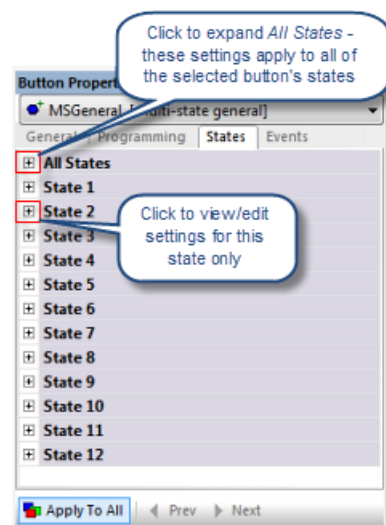 Click to expand All States -
these settings apply to all of
the selected button's states
Button Propert
MSGeneral [multi-state general]
General Programming States Events
All States
State 1
State 2
Click to view/edit
settings for this
state only
State 3
State 4
State 5
State 6
State 7
State 8
State 9
State 10
State 11
State 12
Apply To All Prev Next